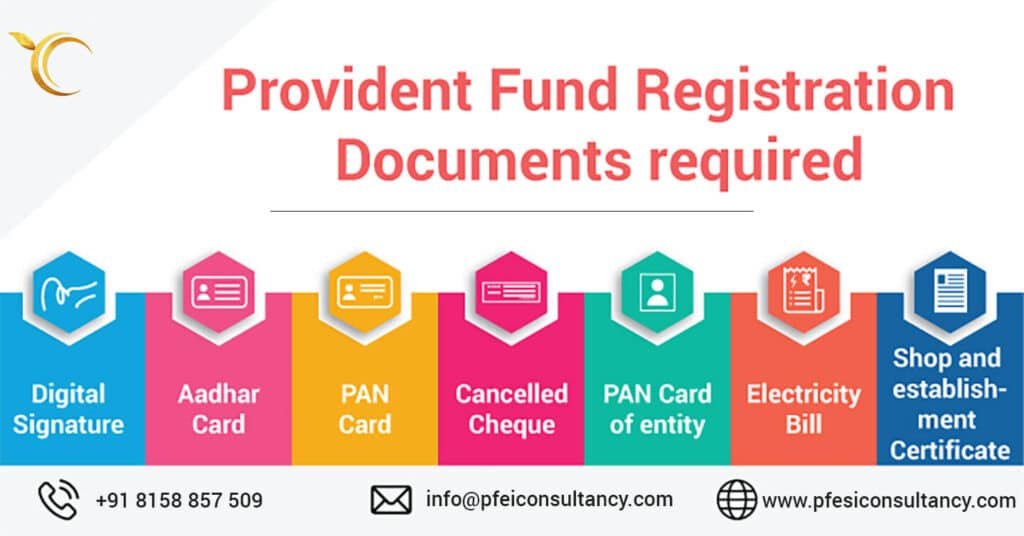 Provident Fund Registration
Documents required
Digital
Signature
Aadhar
Card
PAN
Card
Cancelled
Cheque
PAN Card
of entity
Electricity
Bill
Shop and
establish-
ment
Certificate
+91 8158 857 509
info@pfeiconsultancy.com
www.pfesiconsultancy.com